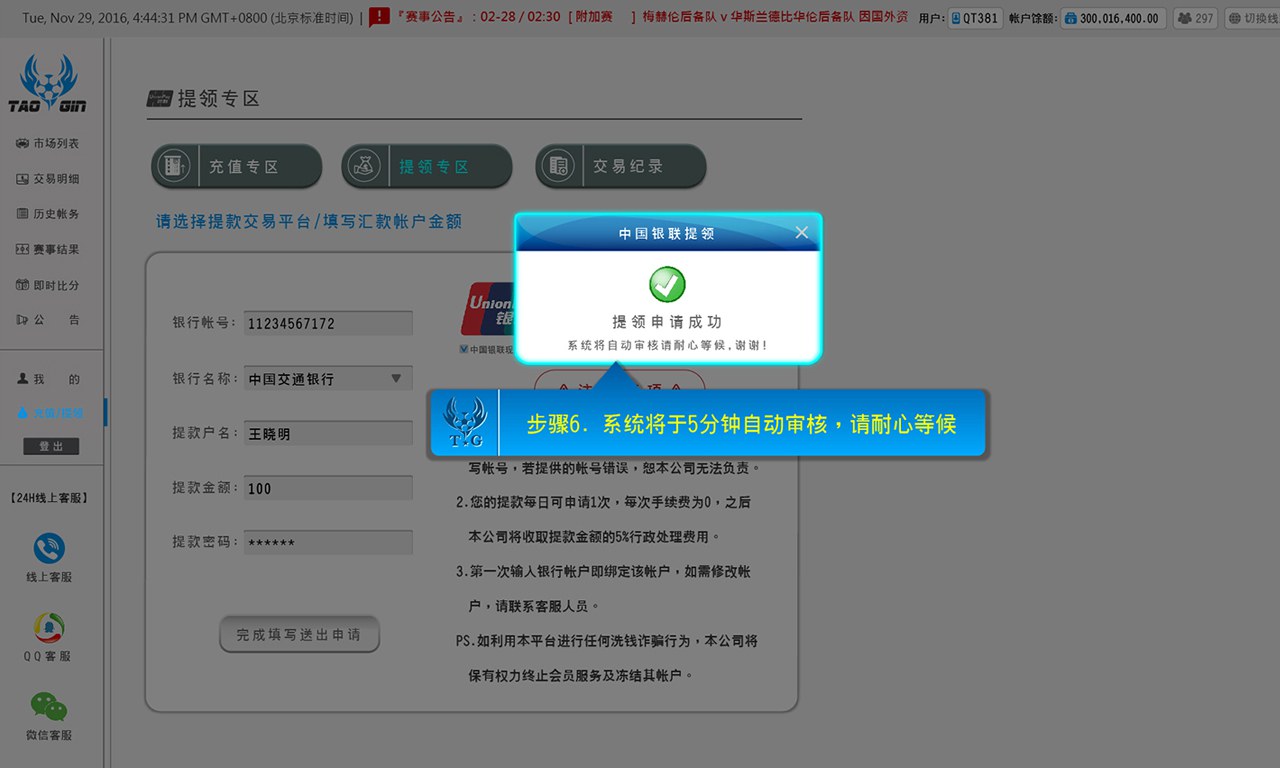 Tue, Nov 29, 2016, 4:44:31 PM GMT+0800 (北京标准时间) | 『赛事公告』: 02-28 / 02:30 [ 附加赛 ] 梅赫伦后备队 v 华斯兰德比华伦后备队 因国外资 用户: QT381 帐户馀额: 300,016,400.00 297 切换线
TAO GIN
提领专区
市场列表
交易明细
历史帐务
赛事结果
即时比分
公 告
我 的
充值/提领
登出
【24H线上客服】
线上客服
QQ客服
微信客服
充值专区 提领专区 交易纪录
请选择提款交易平台/填写汇款帐户金额
银行帐号: 11234567172
银行名称: 中国交通银行
提款户名: 王晓明
提款金额: 100
提款密码: ******
完成填写送出申请
Union
银
中国银联现
中国银联提领
提领申请成功
系统将自动审核请耐心等候,谢谢!
T.G
步骤6. 系统将于5分钟自动审核，请耐心等候
写帐号，若提供的帐号错误，恕本公司无法负责。
2.您的提款每日可申请1次，每次手续费为0，之后
本公司将收取提款金额的5%行政处理费用。
3.第一次输入银行帐户即绑定该帐户，如需修改帐
户，请联系客服人员。
PS.如利用本平台进行任何洗钱诈骗行为，本公司将
保有权力终止会员服务及冻结其帐户。